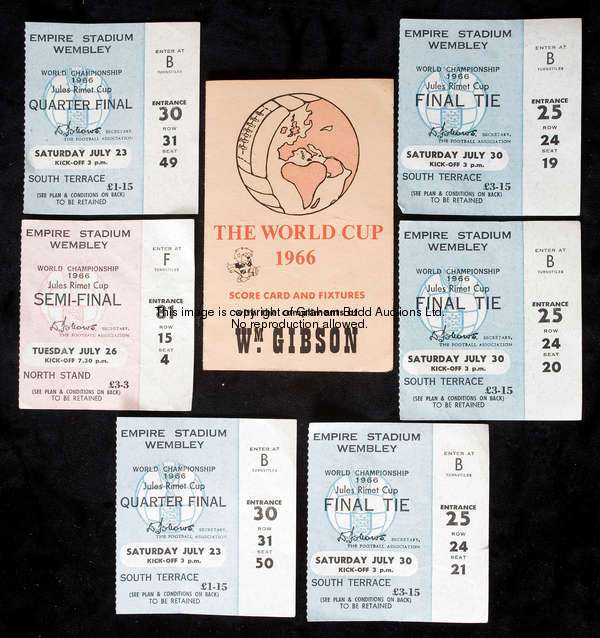 EMPIRE STADIUM
WEMBLEY
WORLD CHAMPIONSHIP
1966
Jules Rimet Cup
QUARTER FINAL
SECRETARY,
THE FOOTBALL ASSOCIATION
SATURDAY JULY 23
KICK-OFF 3 p.m.
SOUTH TERRACE
£1-15
(SEE PLAN & CONDITIONS ON BACK)
TO BE RETAINED
ENTER AT
B
TURNSTILES
ENTRANCE
30
ROW
31
SEAT
49
THE WORLD CUP
1966
SCORE CARD AND FIXTURES
This image is copyright of Graham Budd Auctions Ltd.
No reproduction allowed.
WM GIBSON
EMPIRE STADIUM
WEMBLEY
WORLD CHAMPIONSHIP
1966
Jules Rimet Cup
FINAL TIE
SECRETARY,
THE FOOTBALL ASSOCIATION
SATURDAY JULY 30
KICK-OFF 3 p.m.
SOUTH TERRACE
£3-15
(SEE PLAN & CONDITIONS ON BACK)
TO BE RETAINED
ENTER AT
B
TURNSTILES
ENTRANCE
25
ROW
24
SEAT
19
EMPIRE STADIUM
WEMBLEY
WORLD CHAMPIONSHIP
1966
Jules Rimet Cup
SEMI-FINAL
SECRETARY,
THE FOOTBALL ASSOCIATION
TUESDAY JULY 26
KICK-OFF 7.30 p.m.
NORTH STAND
£3-3
(SEE PLAN & CONDITIONS ON BACK)
TO BE RETAINED
ENTER AT
F
TURNSTILES
ENTRANCE
ROW
15
SEAT
4
EMPIRE STADIUM
WEMBLEY
WORLD CHAMPIONSHIP
1966
Jules Rimet Cup
FINAL TIE
SECRETARY,
THE FOOTBALL ASSOCIATION
SATURDAY JULY 30
KICK-OFF 3 p.m.
SOUTH TERRACE
£3-15
(SEE PLAN & CONDITIONS ON BACK)
TO BE RETAINED
ENTER AT
B
TURNSTILES
ENTRANCE
25
ROW
24
SEAT
20
EMPIRE STADIUM
WEMBLEY
WORLD CHAMPIONSHIP
1966
Jules Rimet Cup
QUARTER FINAL
SECRETARY,
THE FOOTBALL ASSOCIATION
SATURDAY JULY 23
KICK-OFF 3 p.m.
SOUTH TERRACE
£1-15
(SEE PLAN & CONDITIONS ON BACK)
TO BE RETAINED
ENTER AT
B
TURNSTILES
ENTRANCE
30
ROW
31
SEAT
50
EMPIRE STADIUM
WEMBLEY
WORLD CHAMPIONSHIP
1966
Jules Rimet Cup
FINAL TIE
SECRETARY,
THE FOOTBALL ASSOCIATION
SATURDAY JULY 30
KICK-OFF 3 p.m.
SOUTH TERRACE
£3-15
(SEE PLAN & CONDITIONS ON BACK)
TO BE RETAINED
ENTER AT
B
TURNSTILES
ENTRANCE
25
ROW
24
SEAT
21